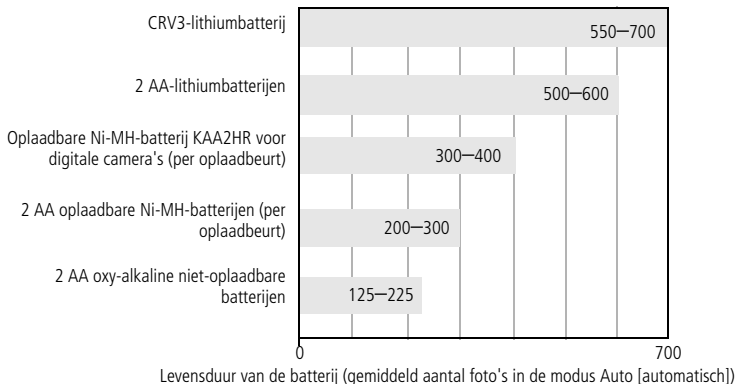 CRV3-lithiumbatterij
550–700
2 AA-lithiumbatterijen
500–600
Oplaadbare Ni-MH-batterij KAA2HR voor
digitale camera's (per oplaadbeurt)
300–400
2 AA oplaadbare Ni-MH-batterijen (per
oplaadbeurt)
200–300
2 AA oxy-alkaline niet-oplaadbare
batterijen
125–225
0
700
Levensduur van de batterij (gemiddeld aantal foto's in de modus Auto [automatisch])